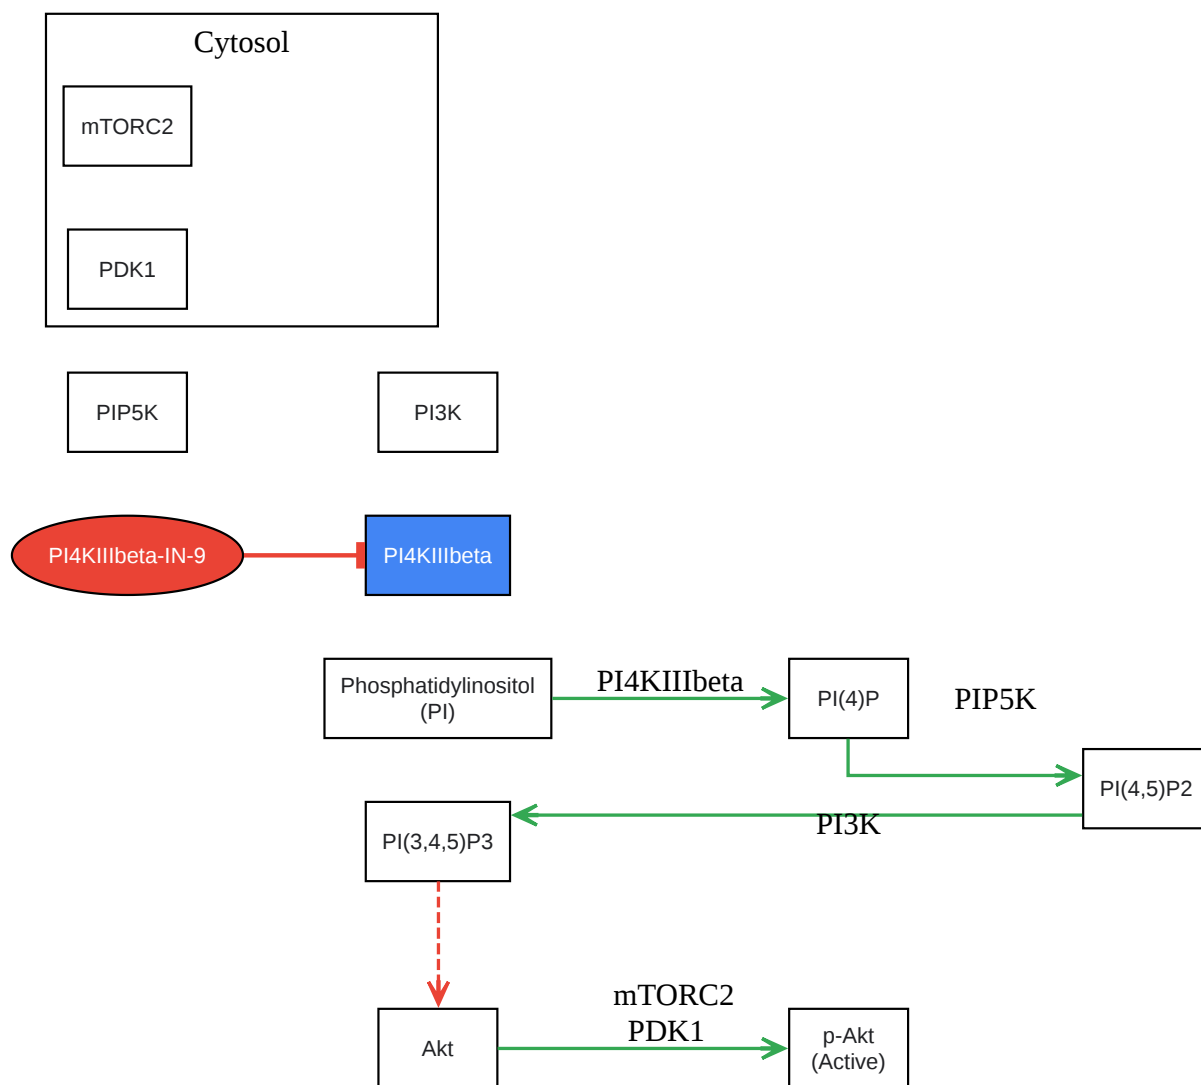 Cytosol
mTORC2
PDK1
PIP5K
PI3K
PI4KIIIbeta-IN-9
PI4KIIIbeta
Phosphatidylinositol
(PI)
PI4KIIIbeta
PI(4)P
PIP5K
PI(4,5)P2
PI3K
PI(3,4,5)P3
Akt
mTORC2
PDK1
p-Akt
(Active)